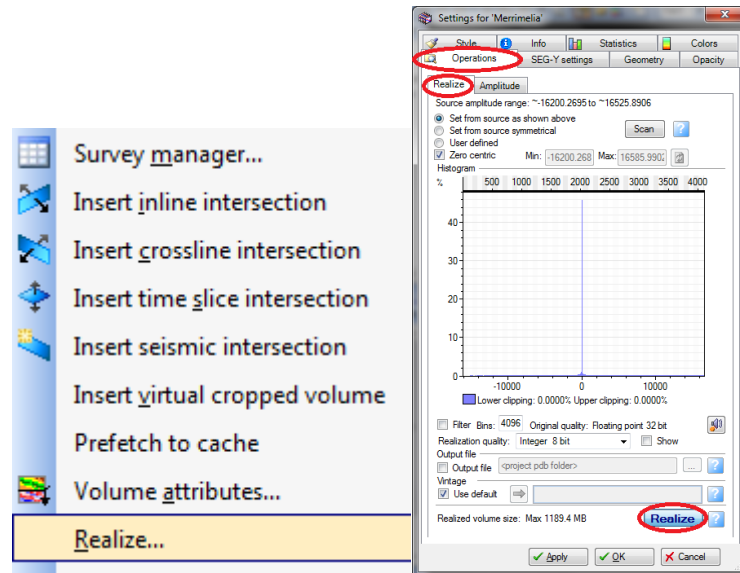 Survey manager...
Insert inline intersection
Insert crossline intersection
Insert time slice intersection
Insert seismic intersection
Insert virtual cropped volume
Prefetch to cache
Volume attributes...
Realize...
Settings for 'Merrimelia'
Style Info Statistics Colors
Operations SEG-Y settings Geometry Opacity
Realize Amplitude
Source amplitude range: ~-16200.2695 to ~16525.8906
Set from source as shown above
Set from source symmetrical Scan ?
User defined
Zero centric Min: -16200.268 Max: 16585.9902
Histogram
% 500 1000 1500 2000 2500 3000 3500 4000
40
30
20
10
0
-10000 0 10000
Lower clipping: 0.0000% Upper clipping: 0.0000%
Filter Bins: 4096 Original quality: Floating point 32 bit
Realization quality: Integer 8 bit Show
Output file
Output file <project pdb folder> ... ?
Vintage
Use default ?
Realized volume size: Max 1189.4 MB Realize ?
Apply OK Cancel